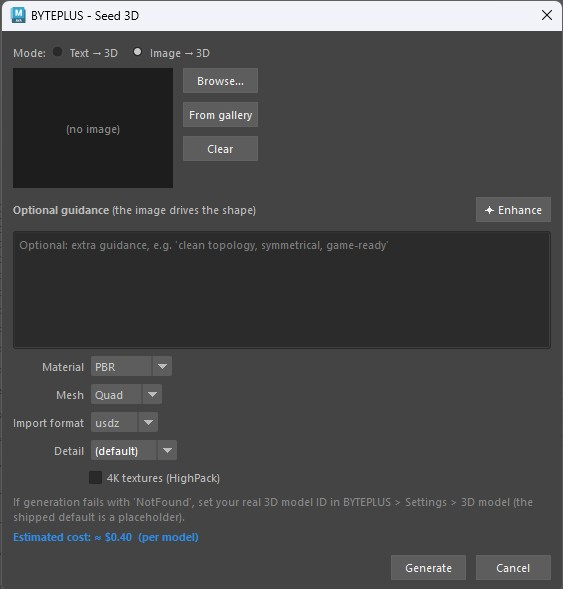 BYTEPLUS - Seed 3D
Mode: Text → 3D Image → 3D
(no image)
Browse...
From gallery
Clear
Optional guidance (the image drives the shape)
Enhance
Optional: extra guidance, e.g. 'clean topology, symmetrical, game-ready'
Material PBR
Mesh Quad
Import format usdz
Detail (default)
4K textures (HighPack)
If generation fails with 'NotFound', set your real 3D model ID in BYTEPLUS > Settings > 3D model (the
shipped default is a placeholder).
Estimated cost: ≈ $0.40 (per model)
Generate Cancel